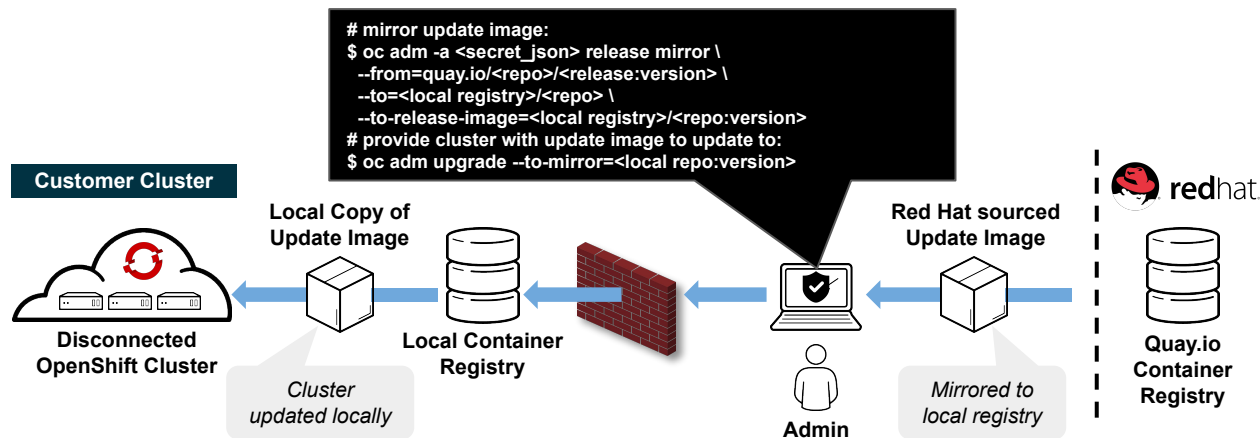 # mirror update image:
$ oc adm -a <secret_json> release mirror \
--from=quay.io/<repo>/<release:version> \
--to=<local registry>/<repo> \
--to-release-image=<local registry>/<repo:version>
# provide cluster with update image to update to:
$ oc adm upgrade --to-mirror=<local repo:version>
Customer Cluster
Local Copy of
Update Image
Red Hat sourced
Update Image
redhat.
Disconnected
OpenShift Cluster
Local Container
Registry
Quay.io
Container
Registry
Cluster
updated locally
Admin
Mirrored to
local registry